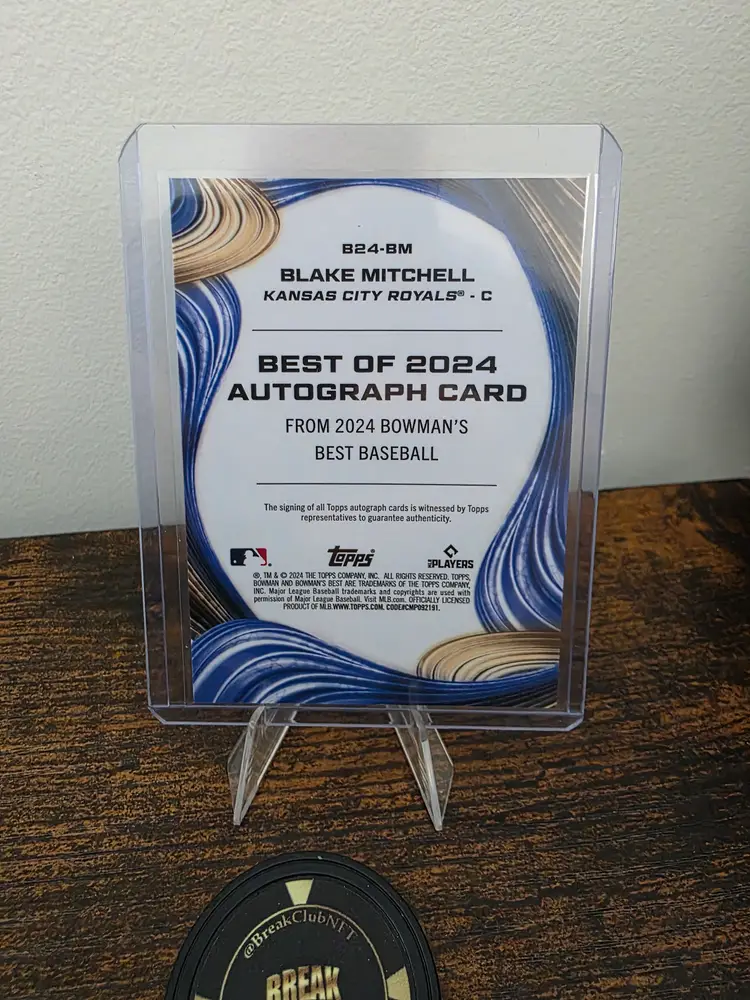 B24-BM
BLAKE MITCHELL
KANSAS CITY ROYALS® - C
BEST OF 2024
AUTOGRAPH CARD
FROM 2024 BOWMAN'S
BEST BASEBALL
The signing of all Topps autograph cards is witnessed by Topps
representatives to guarantee authenticity.
Topps
PLAYERS
®, TM & © 2024 THE TOPPS COMPANY, INC. ALL RIGHTS RESERVED. TOPPS,
BOWMAN AND BOWMAN'S BEST ARE TRADEMARKS OF THE TOPPS COMPANY,
INC. Major League Baseball trademarks and copyrights are used with
permission of Major League Baseball. Visit MLB.com. OFFICIALLY LICENSED
PRODUCT OF MLB. WWW.TOPPS.COM. CODE#CMP092191.
@BreakClubNFT
BREAK